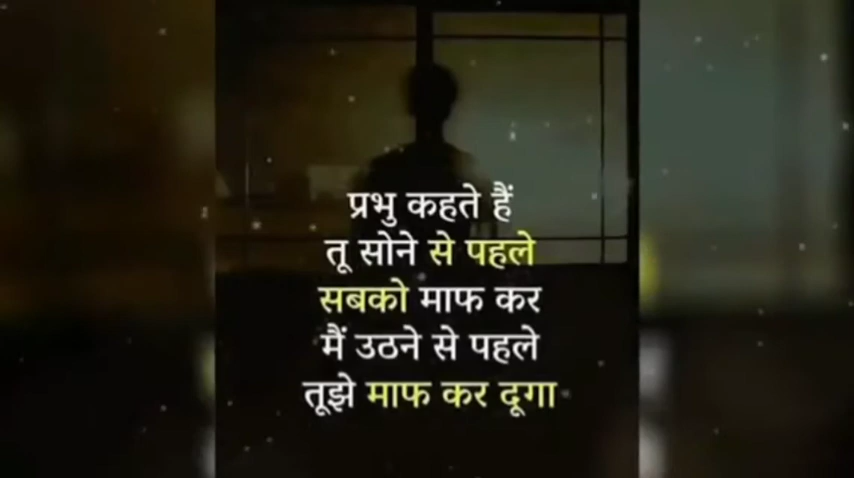 प्रभु कहते हैं
तू सोने से पहले
सबको माफ कर
मैं उठने से पहले
तूझे माफ कर दूगा